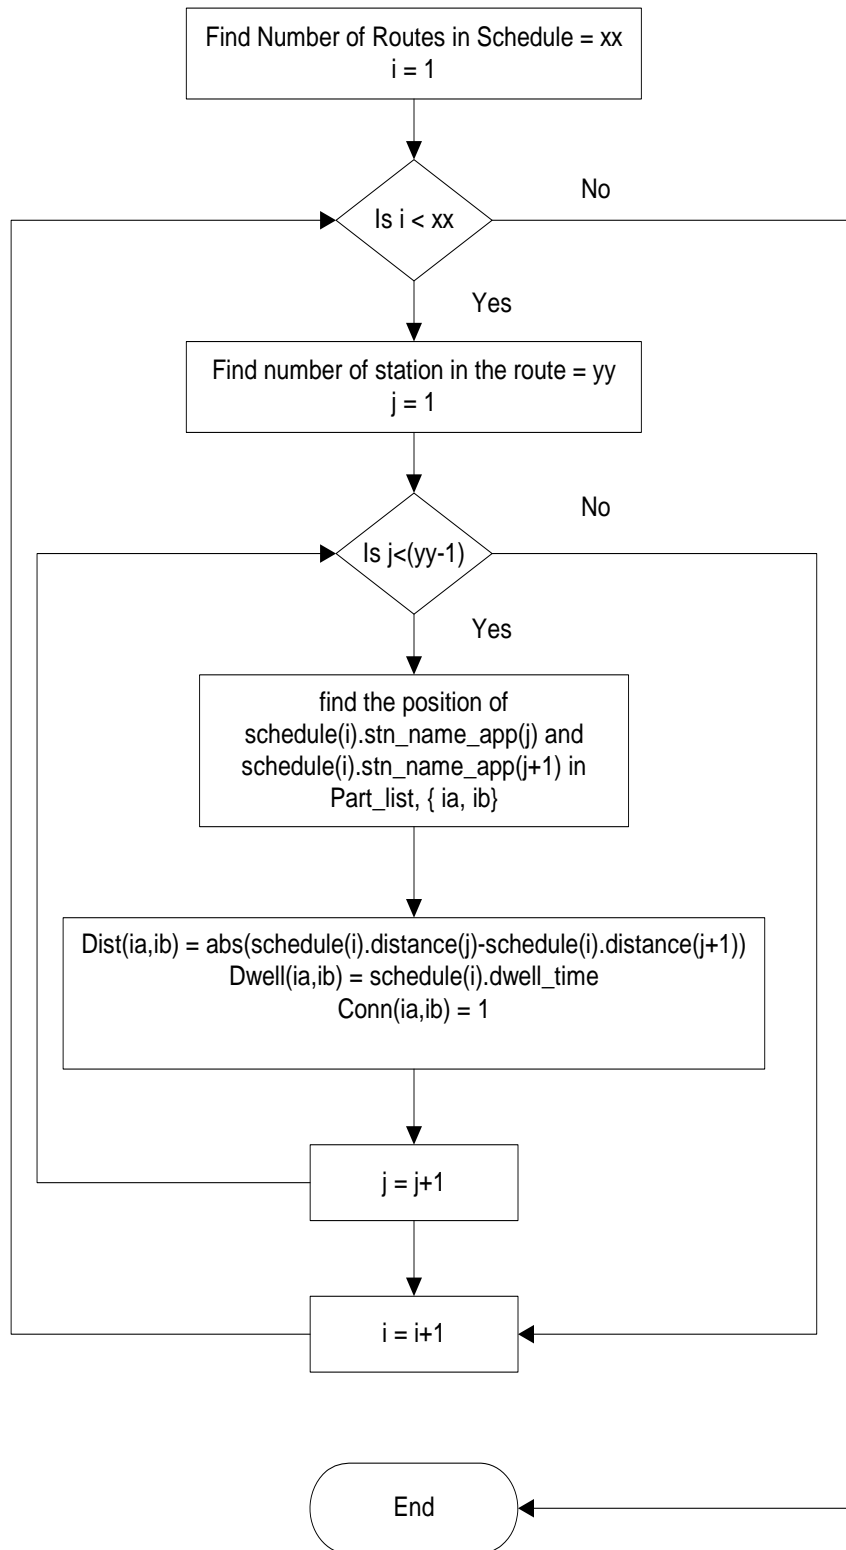 Find Number of Routes in Schedule = xx
i = 1
No
Is i < xx
Yes
Find number of station in the route = yy
j = 1
No
Is j<(yy-1)
Yes
find the position of
schedule(i).stn_name_app(j) and
schedule(i).stn_name_app(j+1) in
Part_list, { ia, ib}
Dist(ia,ib) = abs(schedule(i).distance(j)-schedule(i).distance(j+1))
Dwell(ia,ib) = schedule(i).dwell_time
Conn(ia,ib) = 1
j = j+1
i = i+1
End